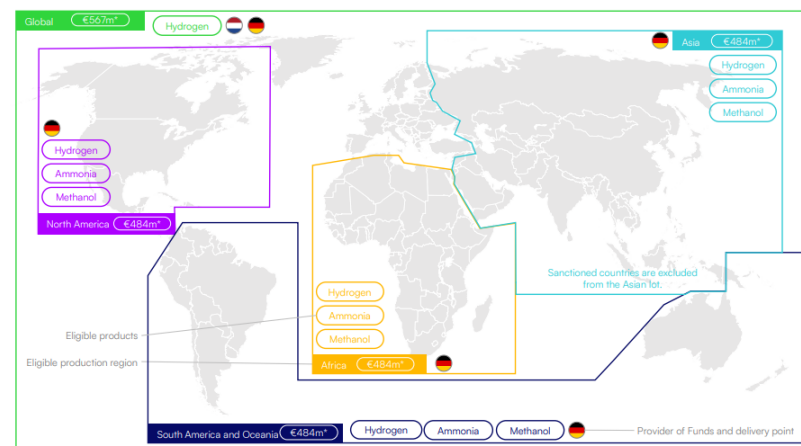 Global €567m*
Hydrogen
Asia €484m*
Hydrogen
Ammonia
Methanol
Hydrogen
Ammonia
Methanol
North America €484m*
Sanctioned countries are excluded
from the Asian lot.
Hydrogen
Ammonia
Methanol
Eligible products
Eligible production region
Africa €484m*
South America and Oceania €484m*
Hydrogen
Ammonia
Methanol
Provider of Funds and delivery point